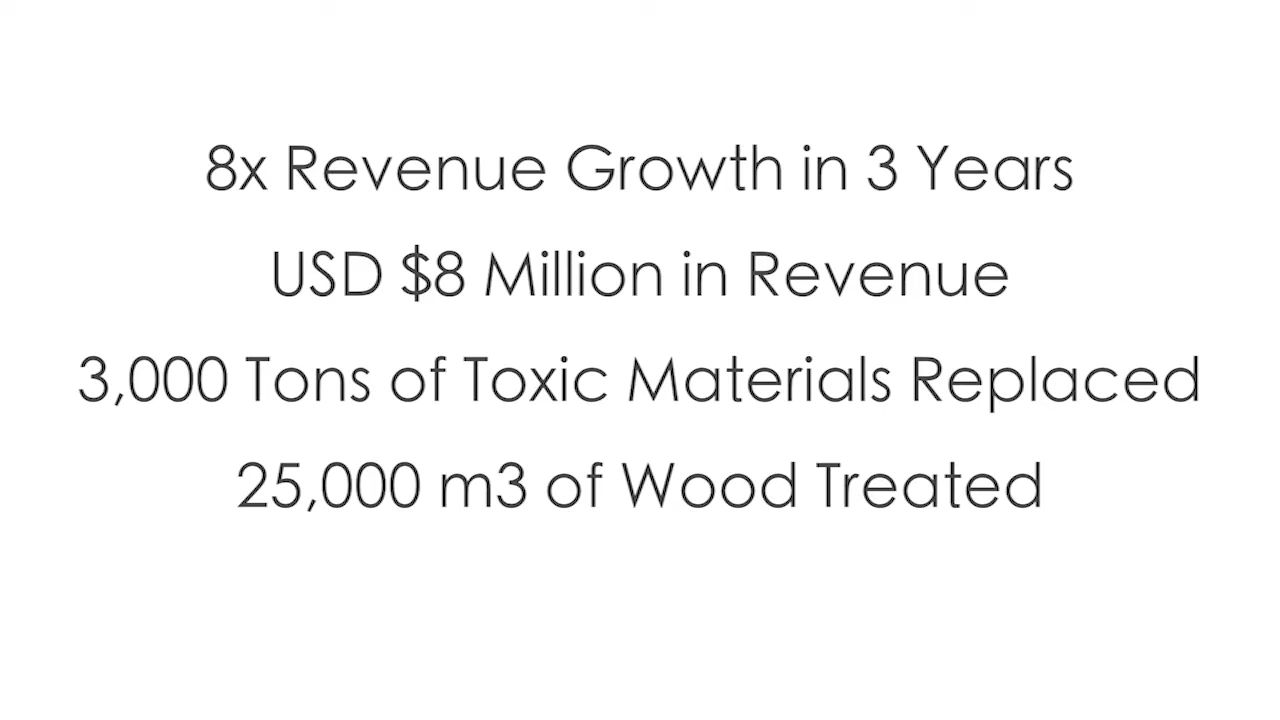 8x Revenue Growth in 3 Years
USD $8 Million in Revenue
3,000 Tons of Toxic Materials Replaced
25,000 m3 of Wood Treated